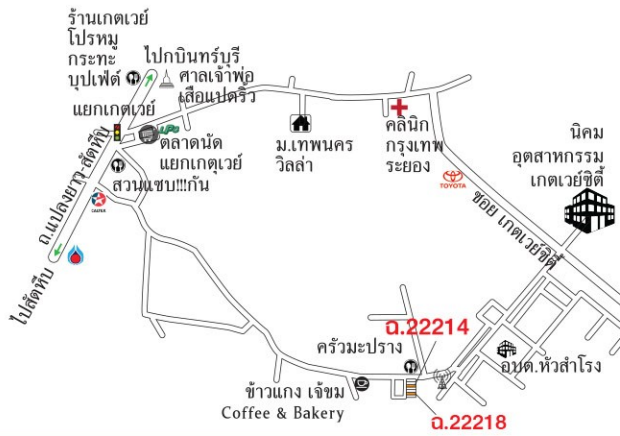 ร้านเกตเวย์
โปรหมู
กระทะ
บุปเฟ่ต์
ไปกบินทร์บุรี
ศาลเจ้าพ่อ
เสือแปดริ้ว
แยกเกตเวย์
LPG
ตลาดนัด
แยกเกตุเวย์
สวนแซบ!!!กัน
ถ.แปลงยาว-สัตหีบ
CALTEX
ไปสัตหีบ
ม.เทพนคร
วิลล่า
คลินิก
กรุงเทพ
ระยอง
TOYOTA
ซอย เกตเวย์ซิตี้
นิคม
อุตสาหกรรม
เกตเวย์ซิตี้
ฉ.22214
ครัวมะปราง
อบต.หัวสำโรง
ข้าวแกง เจ้ขม
Coffee & Bakery
ฉ.22218